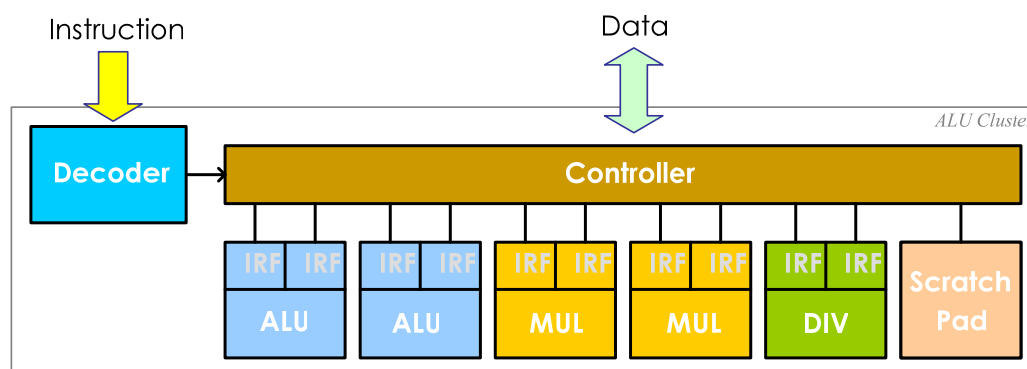 Instruction
Data
ALU Cluster
Decoder
Controller
IRF IRF IRF IRF IRF IRF IRF IRF IRF IRF
ALU ALU MUL MUL DIV
Scratch
Pad